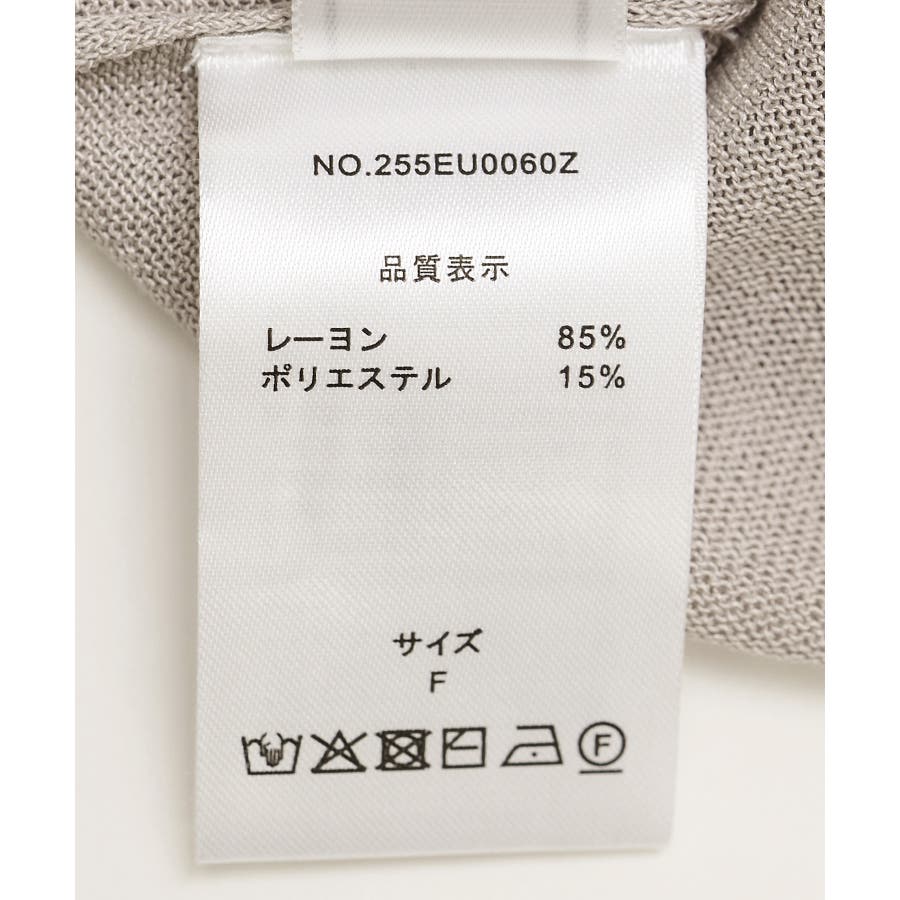 NO.255EU0060Z
品質表示
レーヨン 85%
ポリエステル 15%
サイズ
F
F